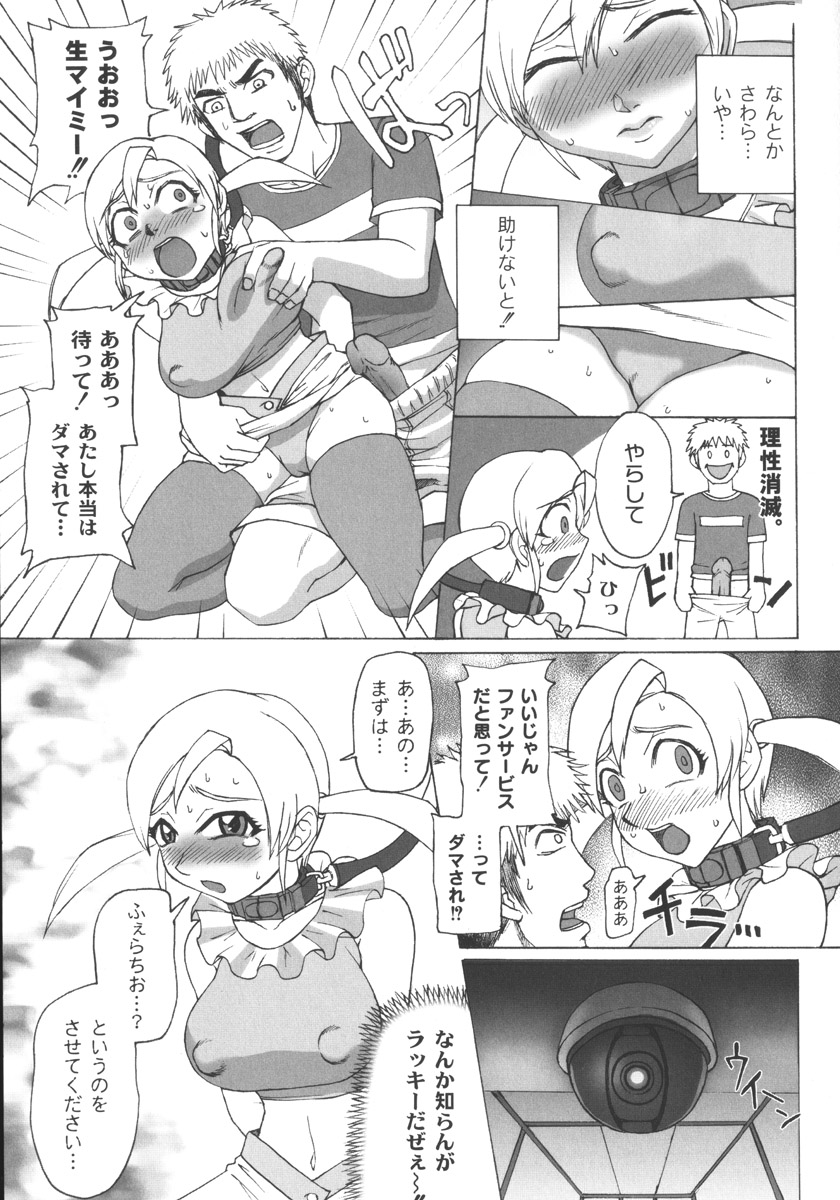 なんとか
さわら…
いや…
助けないと!!
ばっ
うおおっ
生マイミー!!
あああっ
待って!
あたし本当は
ダマされて…
理性消滅。
ビン
やらして
ひっ
いいじゃん
ファンサービス
だと思って!
…って
ダマされ!?
あああ
チラッ…
あ…あの…
まずは…
ふぇらちお…?
というのを
させてください…
ウイーン
なんか知らんが
ラッキーだぜぇ〜!!